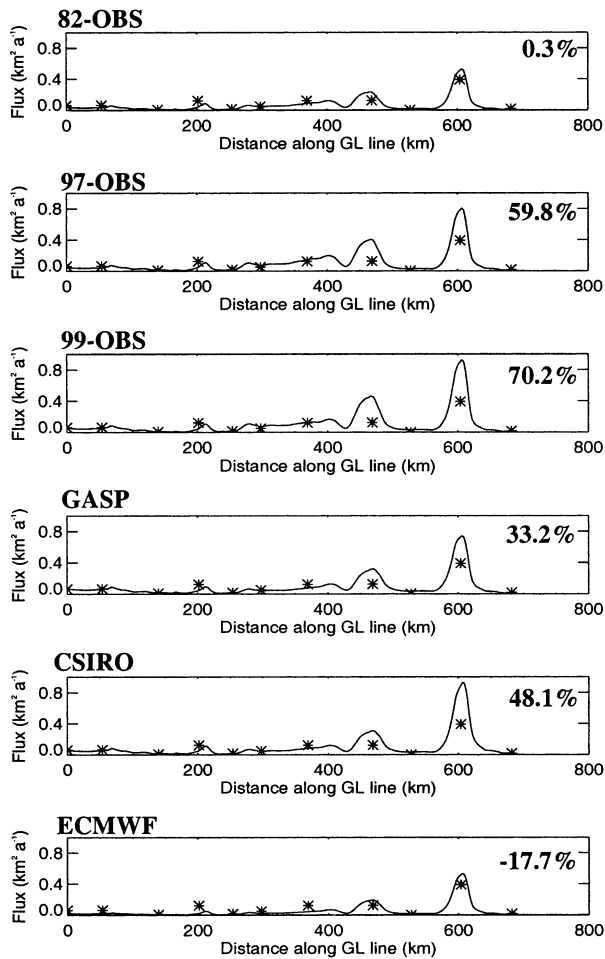 82-OBS
0.3%
Flux (km² a⁻¹)
0.8
0.4
0.0
0 200 400 600 800
Distance along GL line (km)
97-OBS
59.8%
Flux (km² a⁻¹)
0.8
0.4
0.0
0 200 400 600 800
Distance along GL line (km)
99-OBS
70.2%
Flux (km² a⁻¹)
0.8
0.4
0.0
0 200 400 600 800
Distance along GL line (km)
GASP
33.2%
Flux (km² a⁻¹)
0.8
0.4
0.0
0 200 400 600 800
Distance along GL line (km)
CSIRO
48.1%
Flux (km² a⁻¹)
0.8
0.4
0.0
0 200 400 600 800
Distance along GL line (km)
ECMWF
-17.7%
Flux (km² a⁻¹)
0.8
0.4
0.0
0 200 400 600 800
Distance along GL line (km)